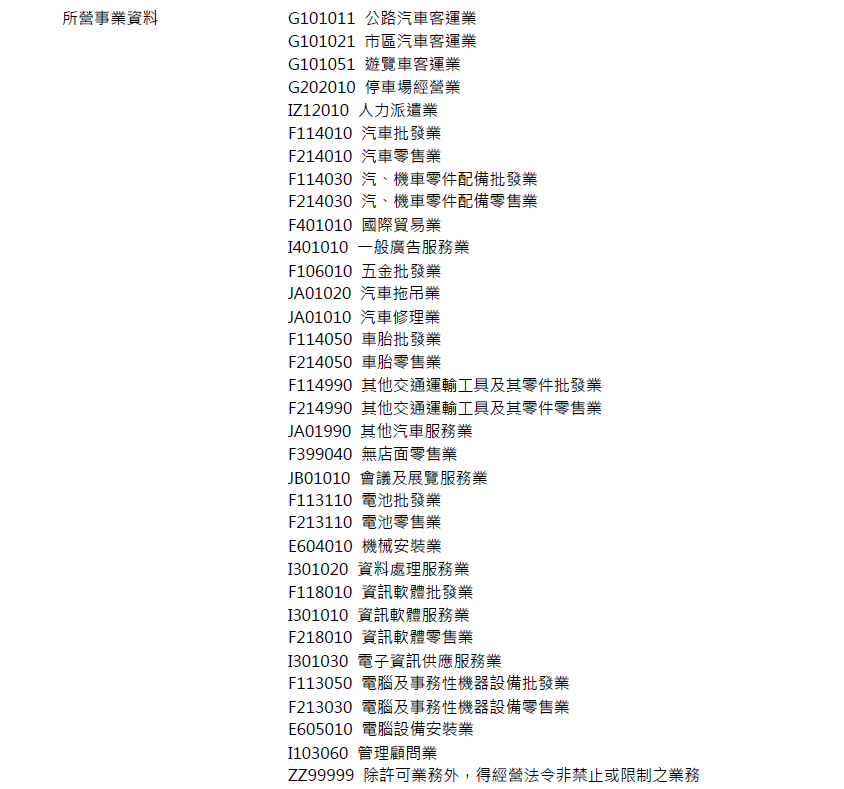 所營事業資料
G101011 公路汽車客運業
G101021 市區汽車客運業
G101051 遊覽車客運業
G202010 停車場經營業
IZ12010 人力派遣業
F114010 汽車批發業
F214010 汽車零售業
F114030 汽、機車零件配備批發業
F214030 汽、機車零件配備零售業
F401010 國際貿易業
I401010 一般廣告服務業
F106010 五金批發業
JA01020 汽車拖吊業
JA01010 汽車修理業
F114050 車胎批發業
F214050 車胎零售業
F114990 其他交通運輸工具及其零件批發業
F214990 其他交通運輸工具及其零件零售業
JA01990 其他汽車服務業
F399040 無店面零售業
JB01010 會議及展覽服務業
F113110 電池批發業
F213110 電池零售業
E604010 機械安裝業
I301020 資料處理服務業
F118010 資訊軟體批發業
I301010 資訊軟體服務業
F218010 資訊軟體零售業
I301030 電子資訊供應服務業
F113050 電腦及事務性機器設備批發業
F213030 電腦及事務性機器設備零售業
E605010 電腦設備安裝業
I103060 管理顧問業
ZZ99999 除許可業務外，得經營法令非禁止或限制之業務